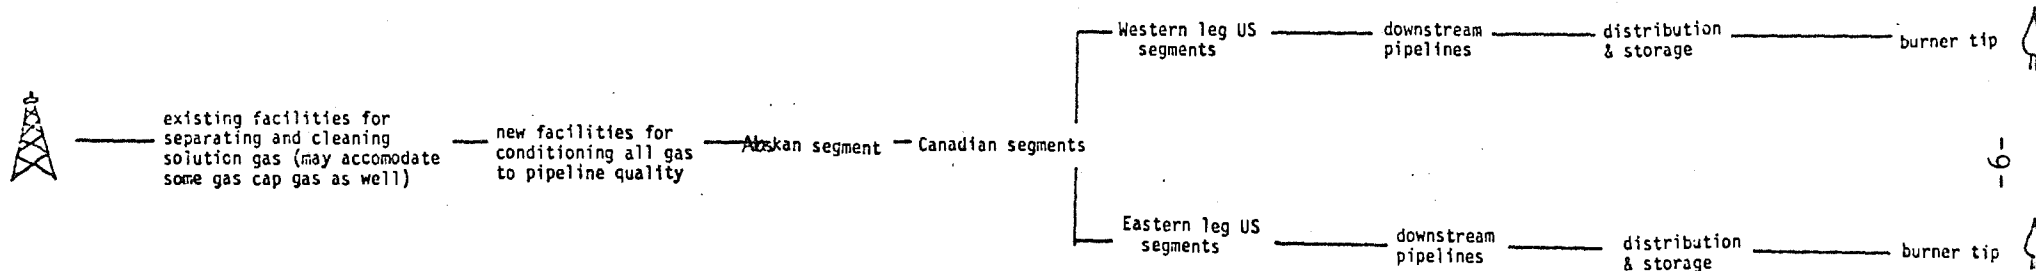 Western leg US
segments
downstream
pipelines
distribution
& storage
burner tip
existing facilities for
separating and cleaning
solution gas (may accomodate
some gas cap gas as well)
new facilities for
conditioning all gas
to pipeline quality
Alaskan segment
Canadian segments
Eastern leg US
segments
downstream
pipelines
distribution
& storage
burner tip